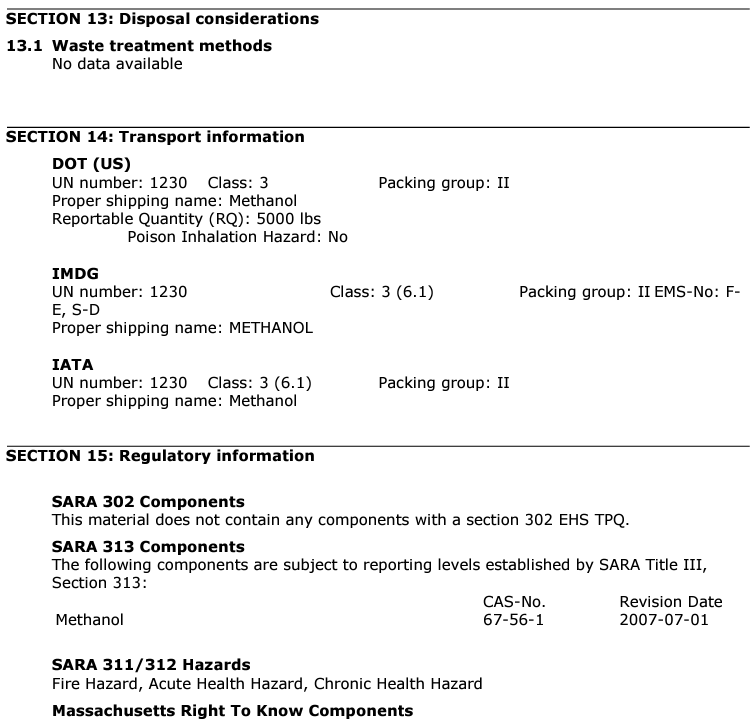 SECTION 13: Disposal considerations
13.1 Waste treatment methods
No data available
SECTION 14: Transport information
DOT (US)
UN number: 1230 Class: 3 Packing group: II
Proper shipping name: Methanol
Reportable Quantity (RQ): 5000 lbs
Poison Inhalation Hazard: No
IMDG
UN number: 1230 Class: 3 (6.1) Packing group: II EMS-No: F-
E, S-D
Proper shipping name: METHANOL
IATA
UN number: 1230 Class: 3 (6.1) Packing group: II
Proper shipping name: Methanol
SECTION 15: Regulatory information
SARA 302 Components
This material does not contain any components with a section 302 EHS TPQ.
SARA 313 Components
The following components are subject to reporting levels established by SARA Title III,
Section 313:
CAS-No. Revision Date
Methanol 67-56-1 2007-07-01
SARA 311/312 Hazards
Fire Hazard, Acute Health Hazard, Chronic Health Hazard
Massachusetts Right To Know Components